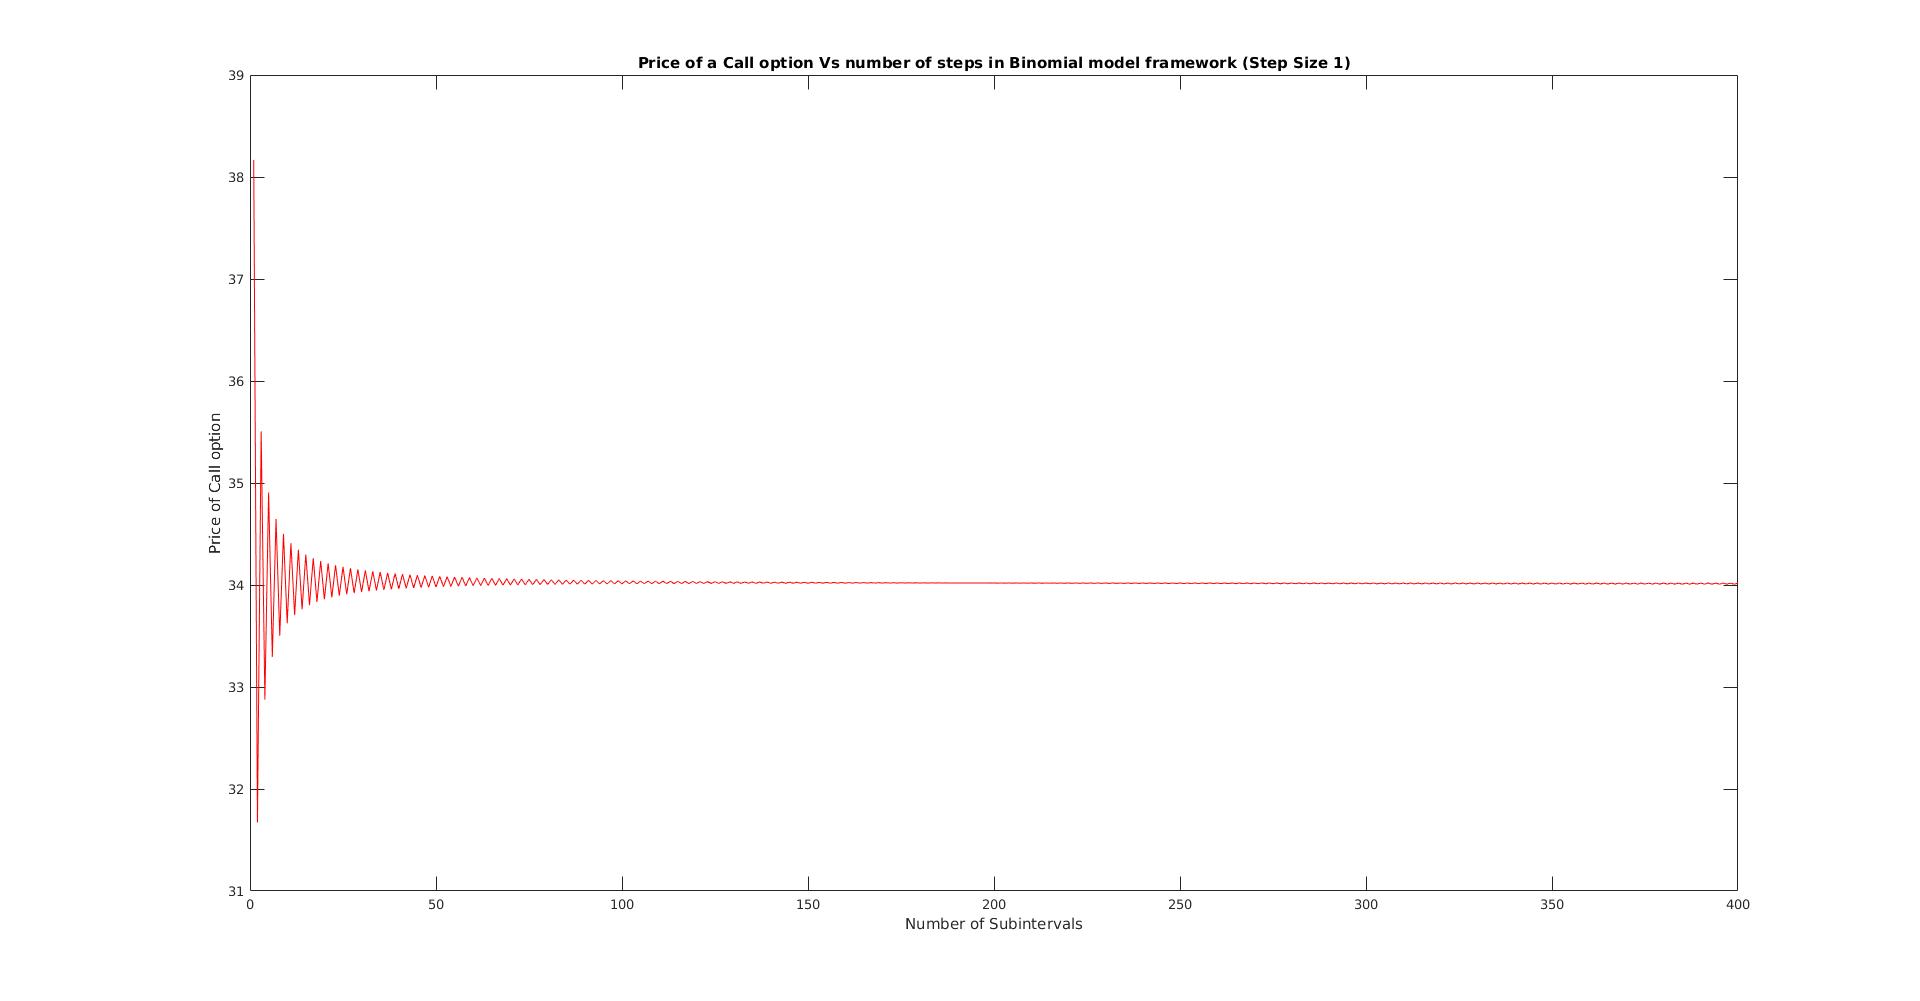 Price of a Call option Vs number of steps in Binomial model framework (Step Size 1)
39
38
37
36
35
34
33
32
31
Price of Call option
0 50 100 150 200 250 300 350 400
Number of Subintervals